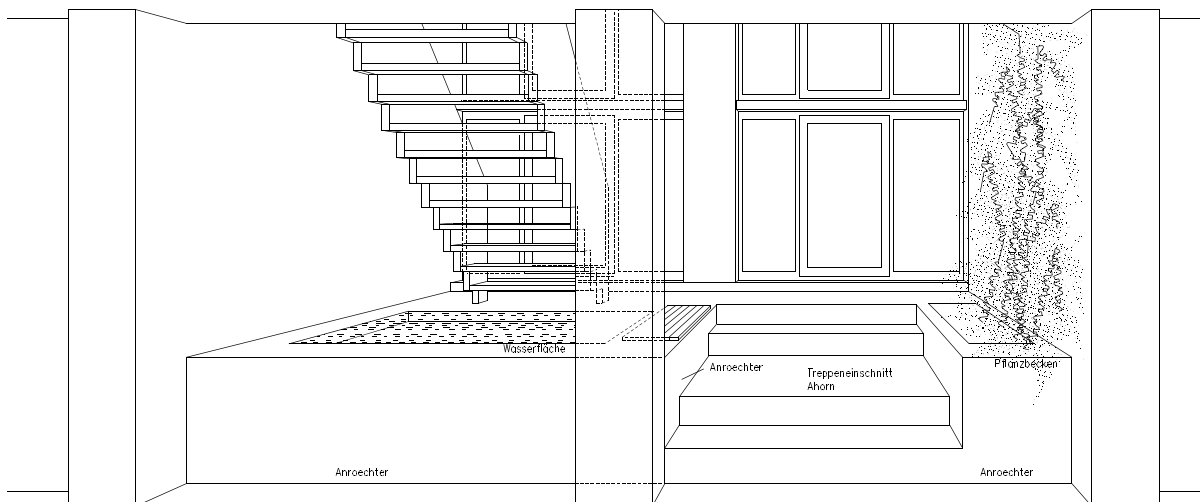 Wasserfläche
Pflanzbecken
Anroechter
Treppeneinschnitt
Ahorn
Anroechter
Anroechter